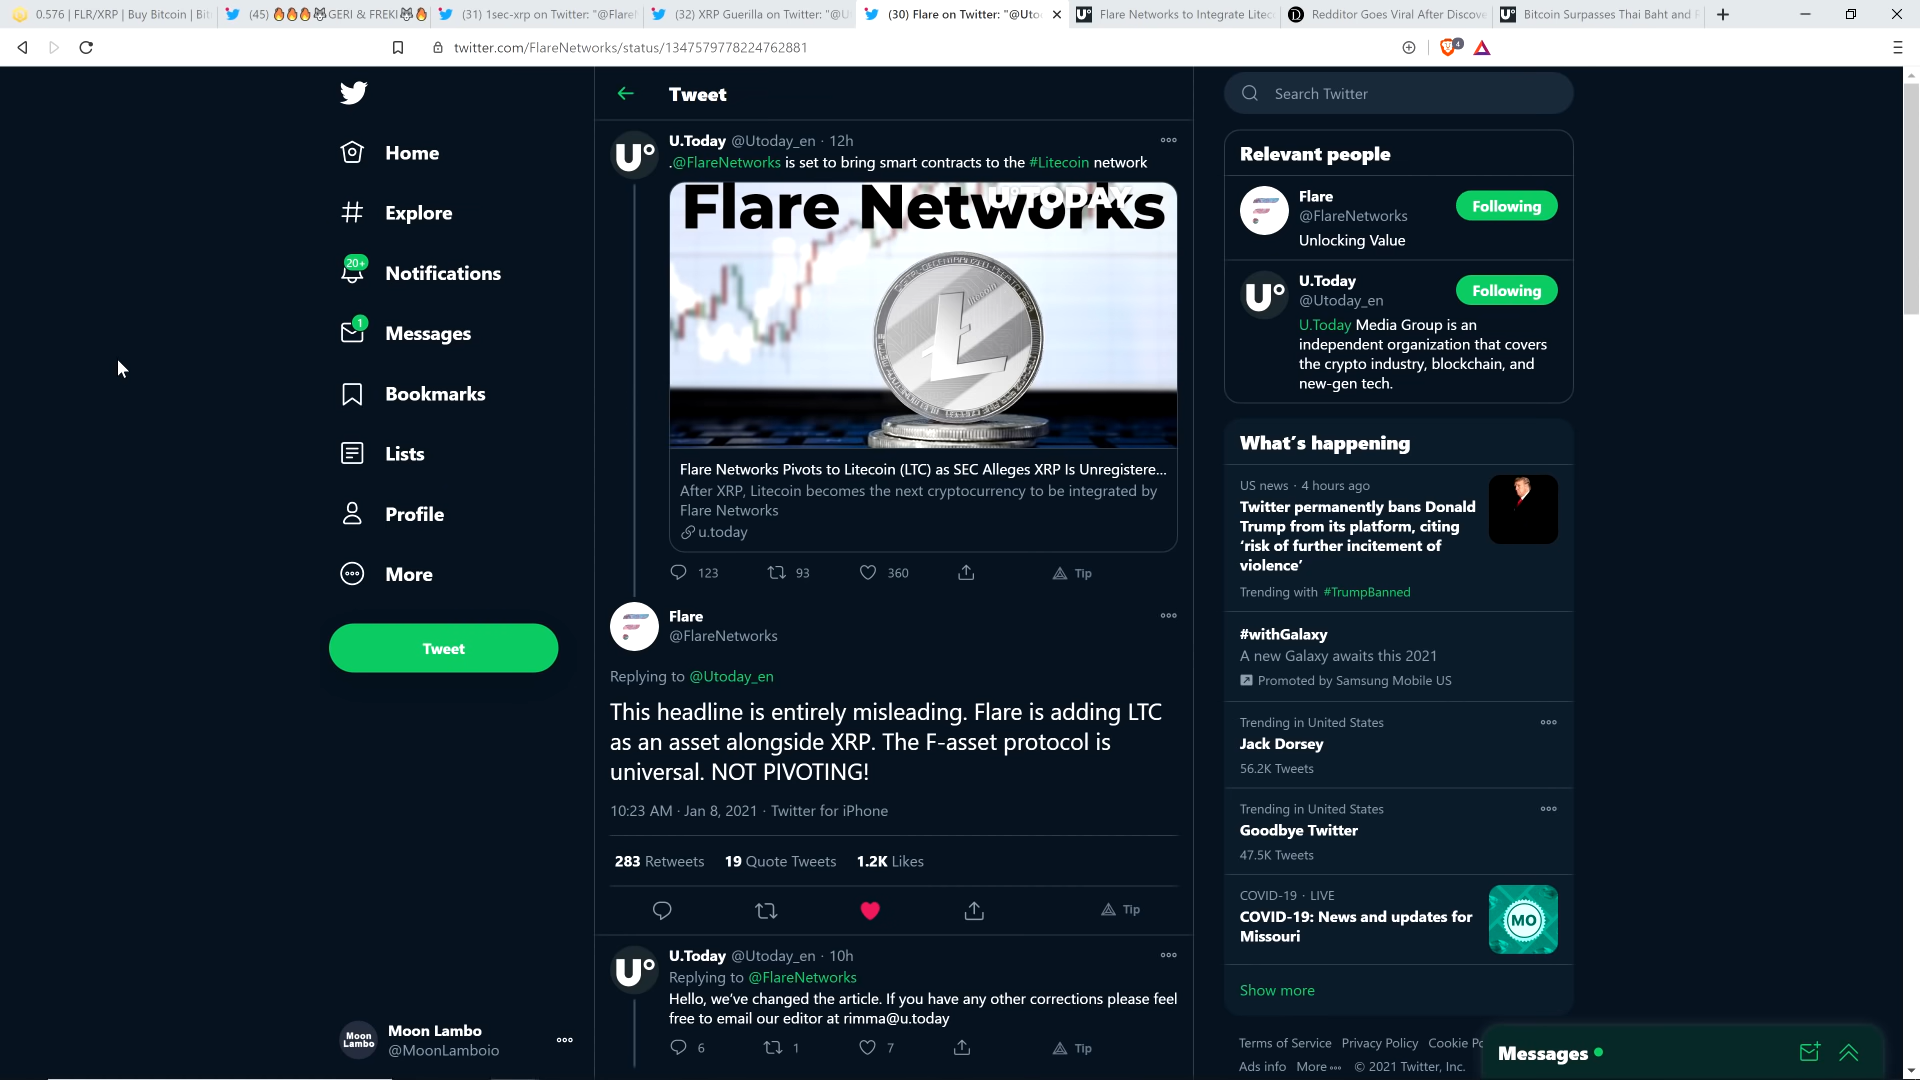 0.576 | FLR/XRP | Buy Bitcoin | Bit
(45) 🔥🔥🔥🐺GERI & FREKI🐺🔥
(31) 1sec-xrp on Twitter: "@Flare
(32) XRP Guerilla on Twitter: "@U
(30) Flare on Twitter: "@Uto
Flare Networks to Integrate Litec
Redditor Goes Viral After Discove
Bitcoin Surpasses Thai Baht and
twitter.com/FlareNetworks/status/1347579778224762881
4
Home
Explore
20+
Notifications
1
Messages
Bookmarks
Lists
Profile
More
Tweet
Moon Lambo
Moon Lambo
@MoonLamboio
Tweet
U.Today @Utoday_en · 12h
.@FlareNetworks is set to bring smart contracts to the #Litecoin network
U°TODAY
Flare Networks
litecoin
Flare Networks Pivots to Litecoin (LTC) as SEC Alleges XRP Is Unregistere...
After XRP, Litecoin becomes the next cryptocurrency to be integrated by
Flare Networks
u.today
123 93 360 Tip
Flare
@FlareNetworks
Replying to @Utoday_en
This headline is entirely misleading. Flare is adding LTC
as an asset alongside XRP. The F-asset protocol is
universal. NOT PIVOTING!
10:23 AM · Jan 8, 2021 · Twitter for iPhone
283 Retweets 19 Quote Tweets 1.2K Likes
Tip
U.Today @Utoday_en · 10h
Replying to @FlareNetworks
Hello, we've changed the article. If you have any other corrections please feel
free to email our editor at rimma@u.today
6 1 7 Tip
Search Twitter
Relevant people
Flare
@FlareNetworks
Following
Unlocking Value
U.Today
@Utoday_en
Following
U.Today Media Group is an
independent organization that covers
the crypto industry, blockchain, and
new-gen tech.
What's happening
US news · 4 hours ago
Twitter permanently bans Donald
Trump from its platform, citing
'risk of further incitement of
violence'
Trending with #TrumpBanned
#withGalaxy
A new Galaxy awaits this 2021
Promoted by Samsung Mobile US
Trending in United States
Jack Dorsey
56.2K Tweets
Trending in United States
Goodbye Twitter
47.5K Tweets
COVID-19 · LIVE
COVID-19: News and updates for
Missouri
MO
Show more
Terms of Service Privacy Policy Cookie Po
Ads info More ··· © 2021 Twitter, Inc.
Messages